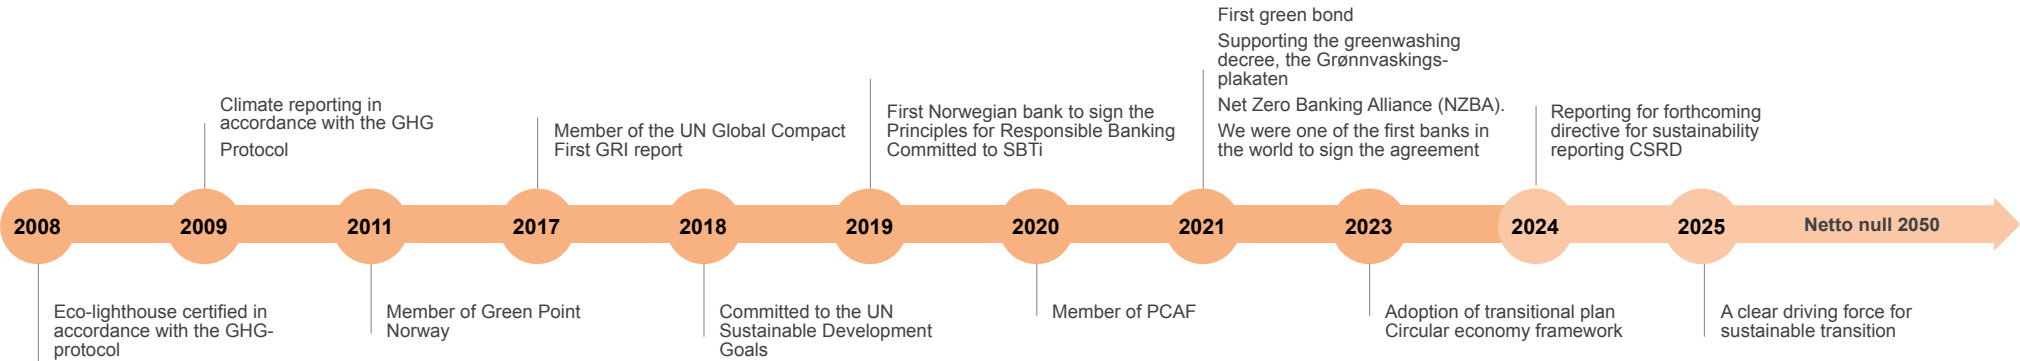 First green bond
Supporting the greenwashing
decree, the Grønnvaskings-
plakaten
Net Zero Banking Alliance (NZBA).
We were one of the first banks in
the world to sign the agreement
Climate reporting in
accordance with the GHG
Protocol
Member of the UN Global Compact
First GRI report
First Norwegian bank to sign the
Principles for Responsible Banking
Committed to SBTi
Reporting for forthcoming
directive for sustainability
reporting CSRD
2008 2009 2011 2017 2018 2019 2020 2021 2023 2024 2025 Netto null 2050
Eco-lighthouse certified in
accordance with the GHG-
protocol
Member of Green Point
Norway
Committed to the UN
Sustainable Development
Goals
Member of PCAF
Adoption of transitional plan
Circular economy framework
A clear driving force for
sustainable transition